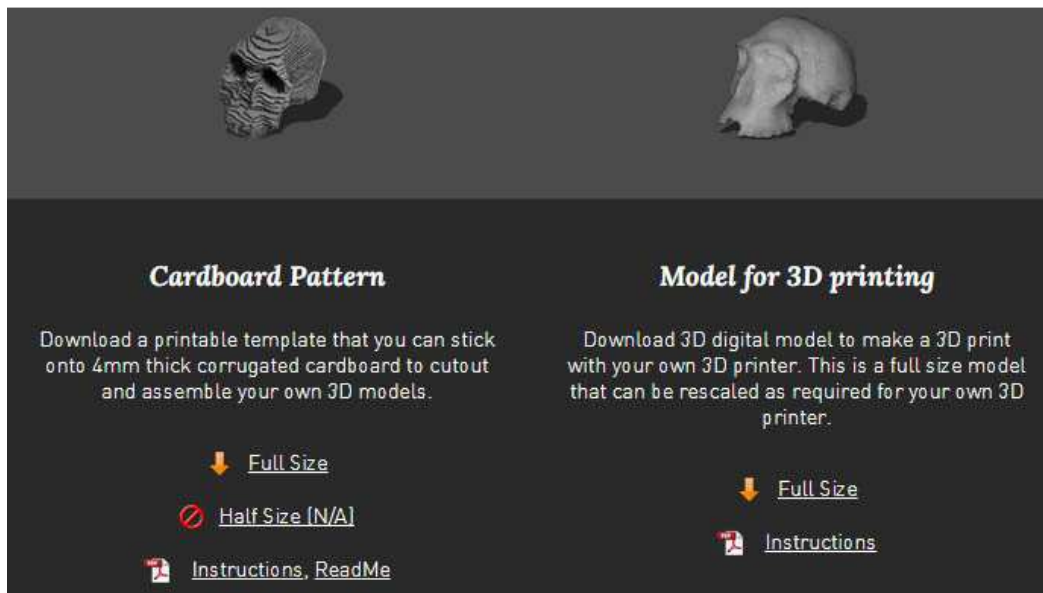 Cardboard Pattern
Download a printable template that you can stick
onto 4mm thick corrugated cardboard to cutout
and assemble your own 3D models.
Full Size
Half Size [N/A]
Instructions, ReadMe
Model for 3D printing
Download 3D digital model to make a 3D print
with your own 3D printer. This is a full size model
that can be rescaled as required for your own 3D
printer.
Full Size
Instructions